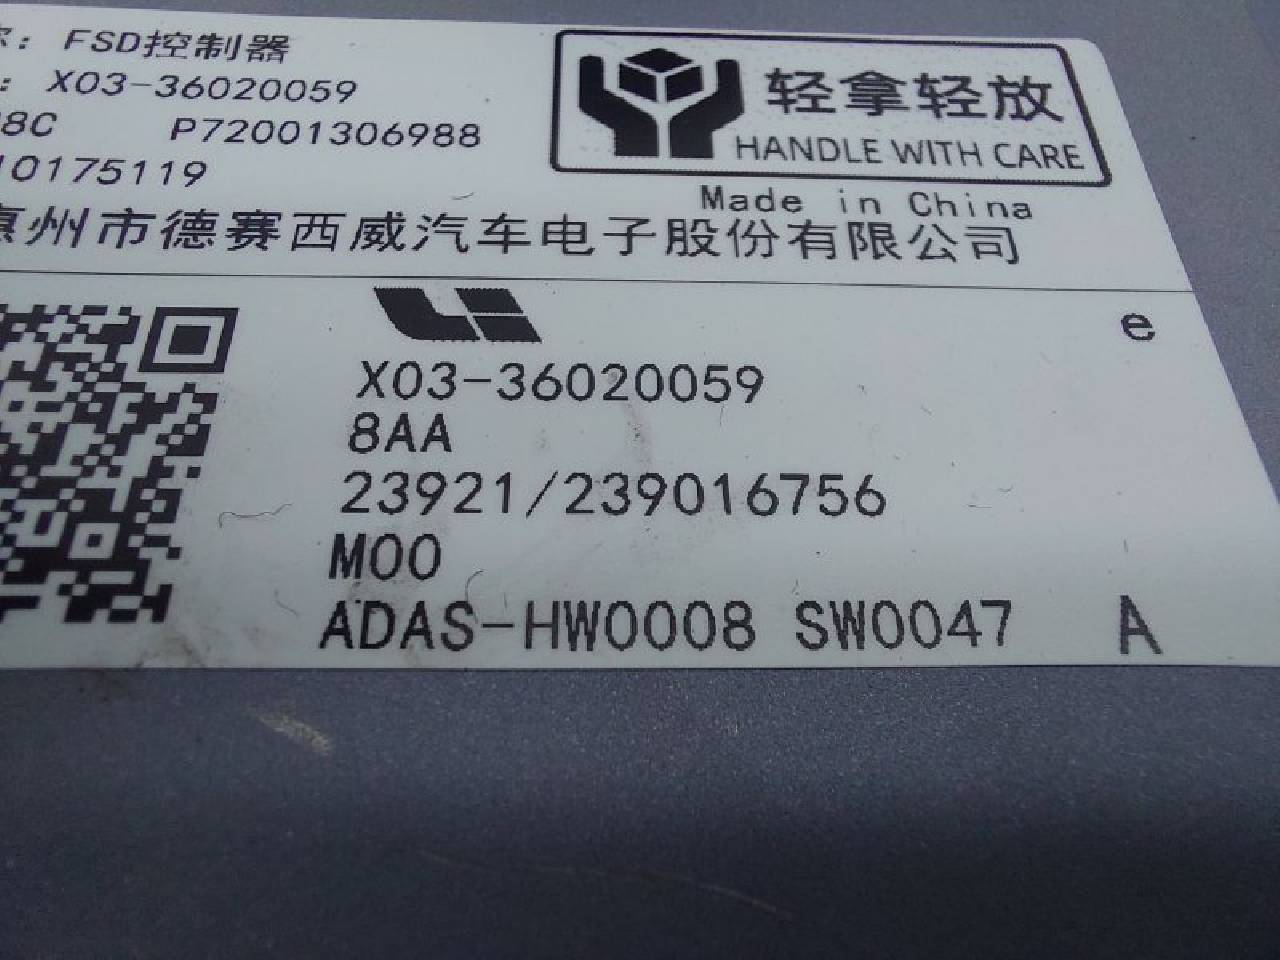 称: FSD控制器
: X03-36020059
8C P72001306988
10175119
惠州市德赛西威汽车电子股份有限公司
轻拿轻放
HANDLE WITH CARE
Made in China
e
X03-36020059
8AA
23921/239016756
M00
ADAS-HW0008 SW0047 A